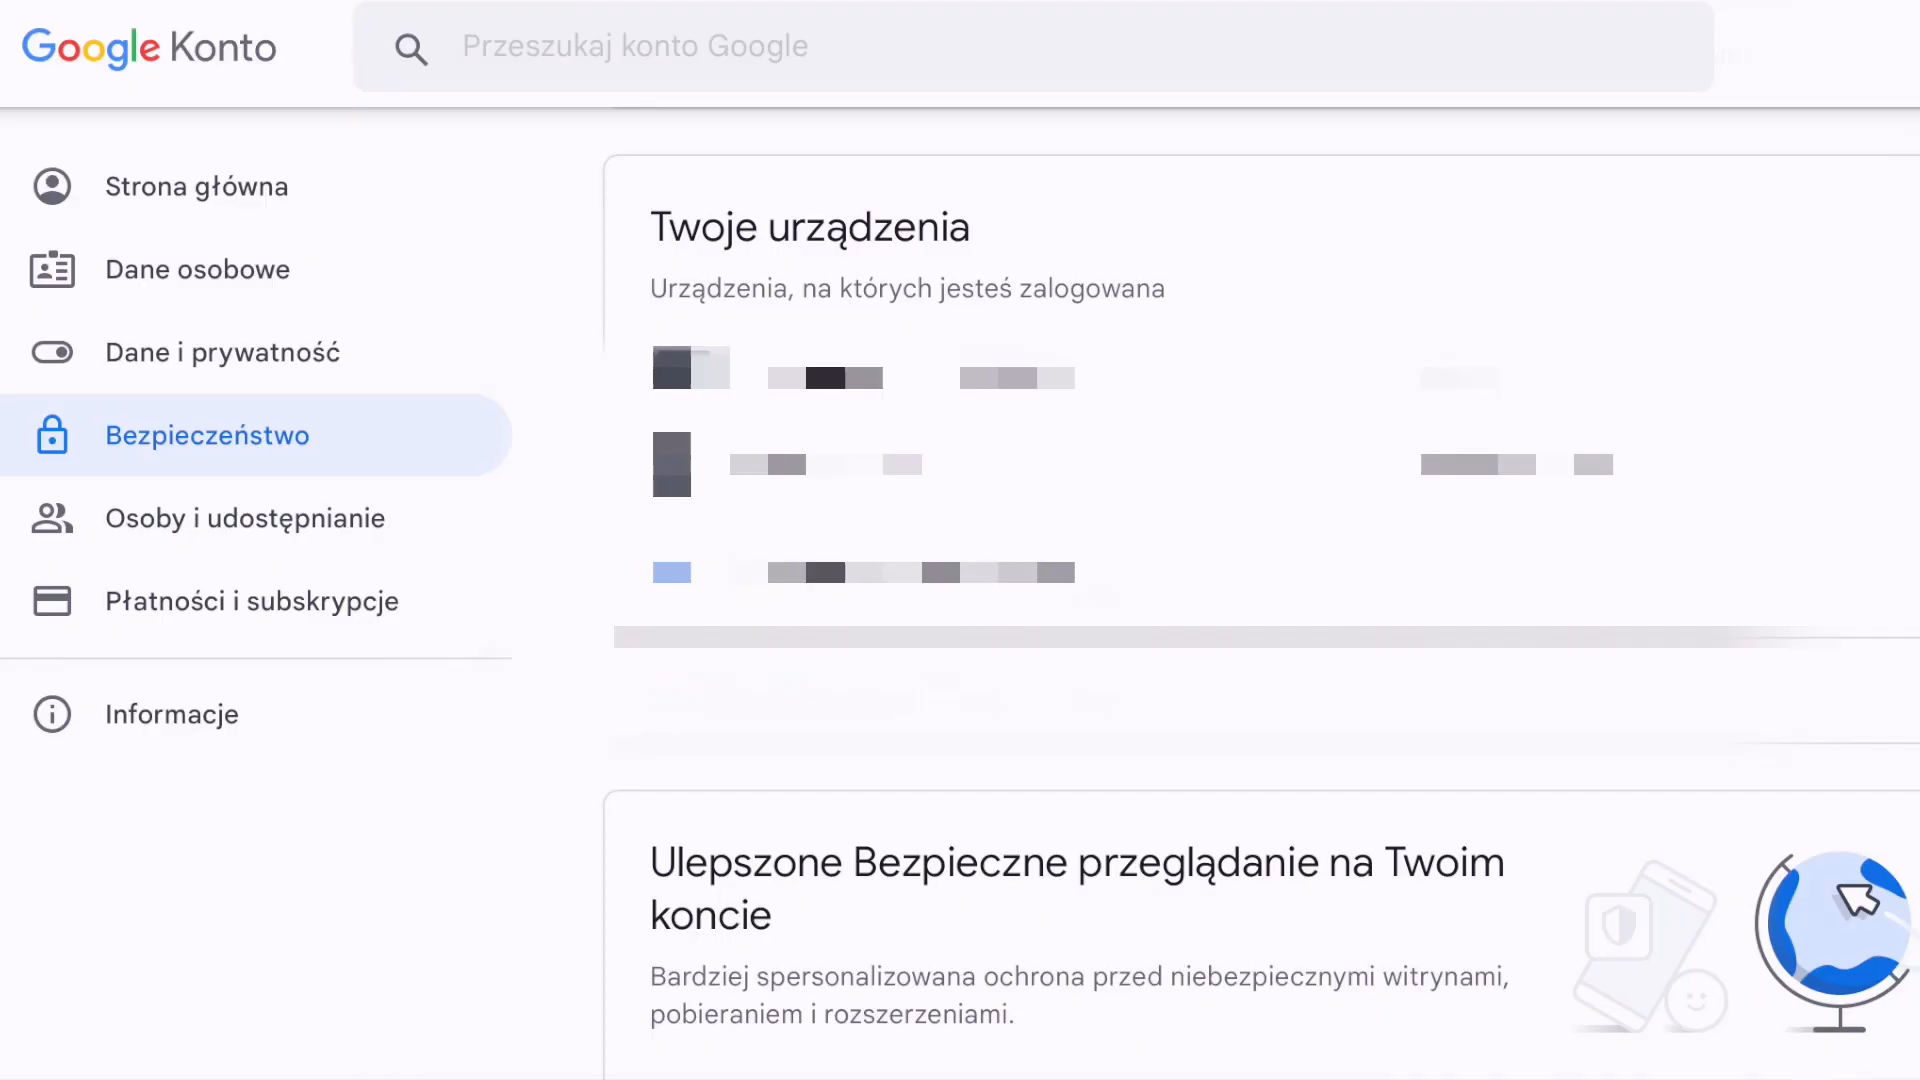 Google Konto
Przeszukaj konto Google
Strona główna
Dane osobowe
Dane i prywatność
Bezpieczeństwo
Osoby i udostępnianie
Płatności i subskrypcje
Informacje
Twoje urządzenia
Urządzenia, na których jesteś zalogowana
Ulepszone Bezpieczne przeglądanie na Twoim
koncie
Bardziej spersonalizowana ochrona przed niebezpiecznymi witrynami,
pobieraniem i rozszerzeniami.